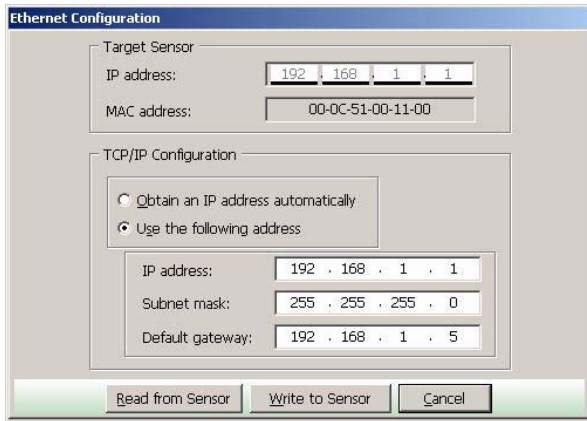 Ethernet Configuration
Target Sensor
IP address: 192 . 168 . 1 . 1
MAC address: 00-0C-51-00-11-00
TCP/IP Configuration
Obtain an IP address automatically
Use the following address
IP address: 192 . 168 . 1 . 1
Subnet mask: 255 . 255 . 255 . 0
Default gateway: 192 . 168 . 1 . 5
Read from Sensor Write to Sensor Cancel